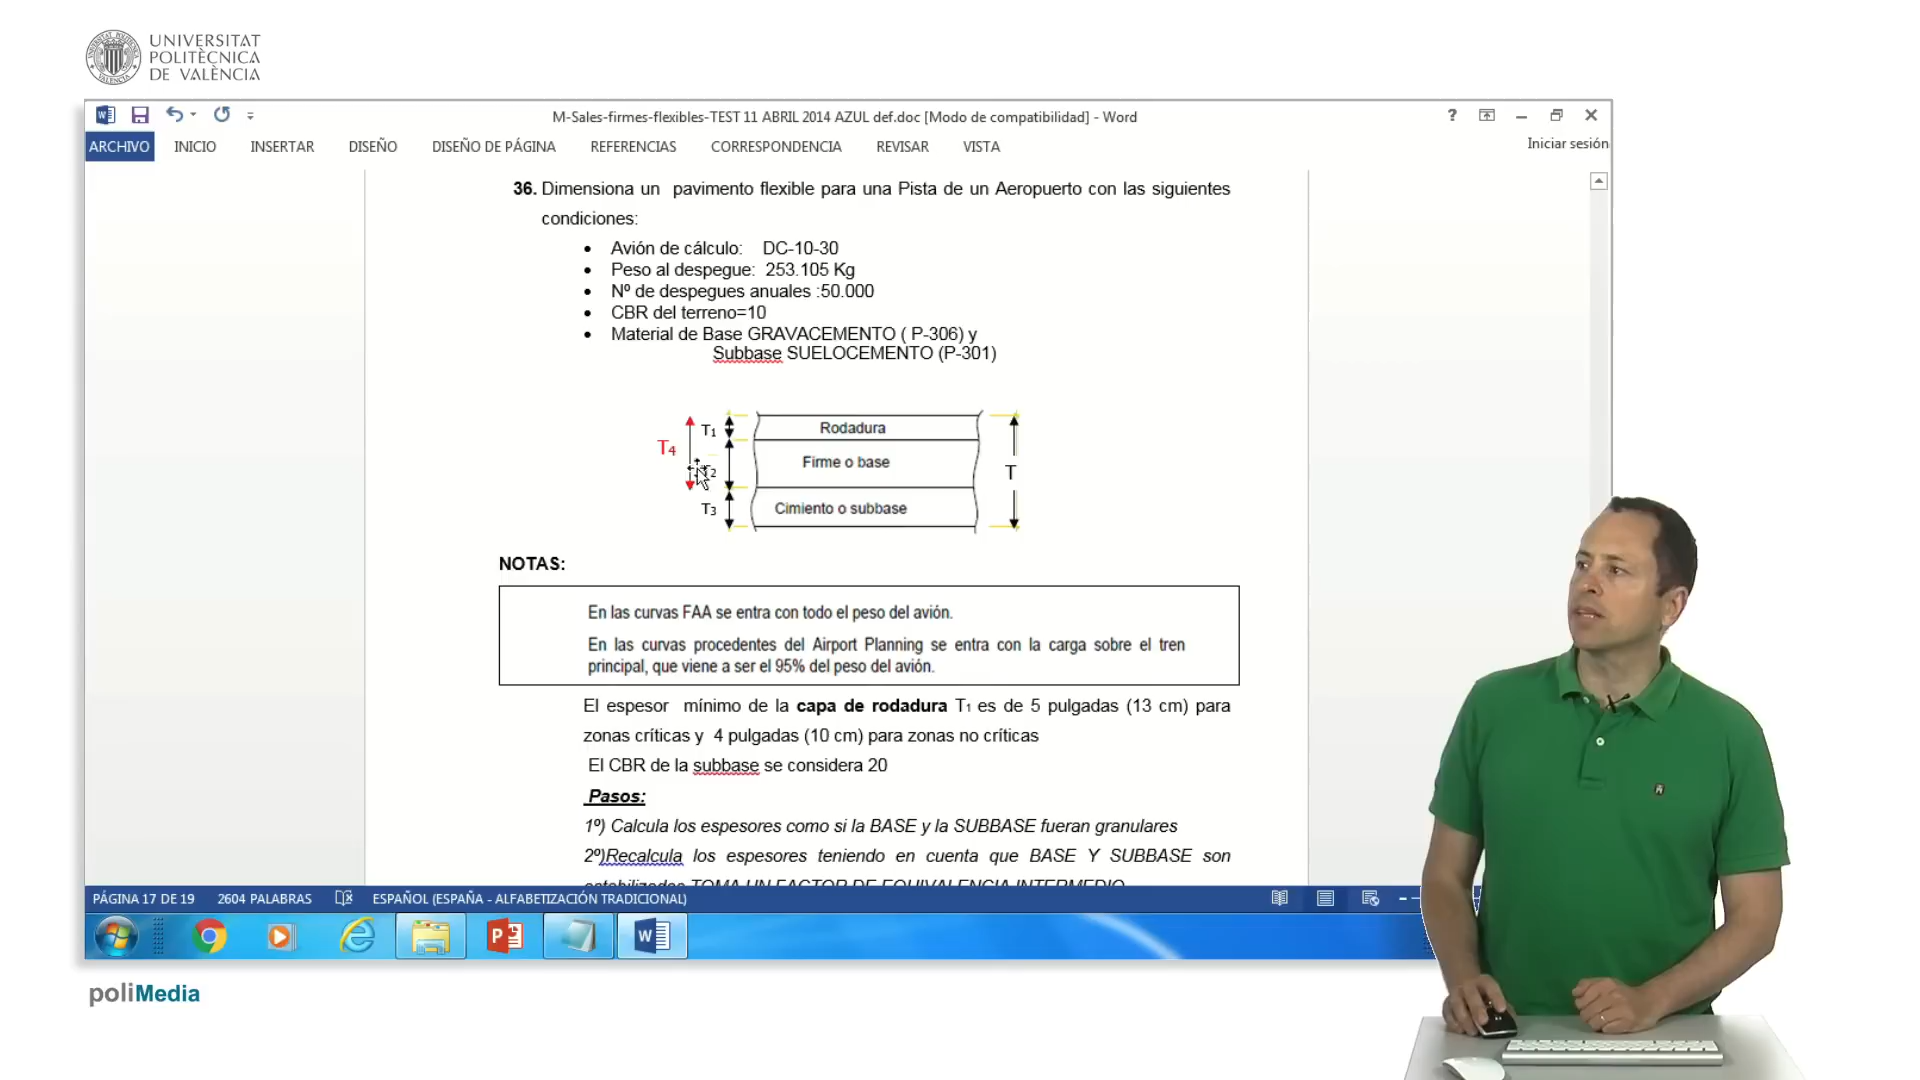 UNIVERSITAT
POLITÈCNICA
DE VALÈNCIA
M-Sales-firmes-flexibles-TEST 11 ABRIL 2014 AZUL def.doc [Modo de compatibilidad] - Word
?
ARCHIVO INICIO INSERTAR DISEÑO DISEÑO DE PÁGINA REFERENCIAS CORRESPONDENCIA REVISAR VISTA
Iniciar sesión
36. Dimensiona un pavimento flexible para una Pista de un Aeropuerto con las siguientes
condiciones:
• Avión de cálculo: DC-10-30
• Peso al despegue: 253.105 Kg
• Nº de despegues anuales :50.000
• CBR del terreno=10
• Material de Base GRAVACEMENTO ( P-306) y
Subbase SUELOCEMENTO (P-301)
T1 Rodadura
T4
Firme o base
T
T3 Cimiento o subbase
NOTAS:
En las curvas FAA se entra con todo el peso del avión.
En las curvas procedentes del Airport Planning se entra con la carga sobre el tren
principal, que viene a ser el 95% del peso del avión.
El espesor mínimo de la capa de rodadura T1 es de 5 pulgadas (13 cm) para
zonas críticas y 4 pulgadas (10 cm) para zonas no críticas
El CBR de la subbase se considera 20
Pasos:
1º) Calcula los espesores como si la BASE y la SUBBASE fueran granulares
2º)Recalcula los espesores teniendo en cuenta que BASE Y SUBBASE son
estabilizadas TOMA UN FACTOR DE EQUIVALENCIA INTERMEDIO
PÁGINA 17 DE 19 2604 PALABRAS ESPAÑOL (ESPAÑA - ALFABETIZACIÓN TRADICIONAL)
poliMedia